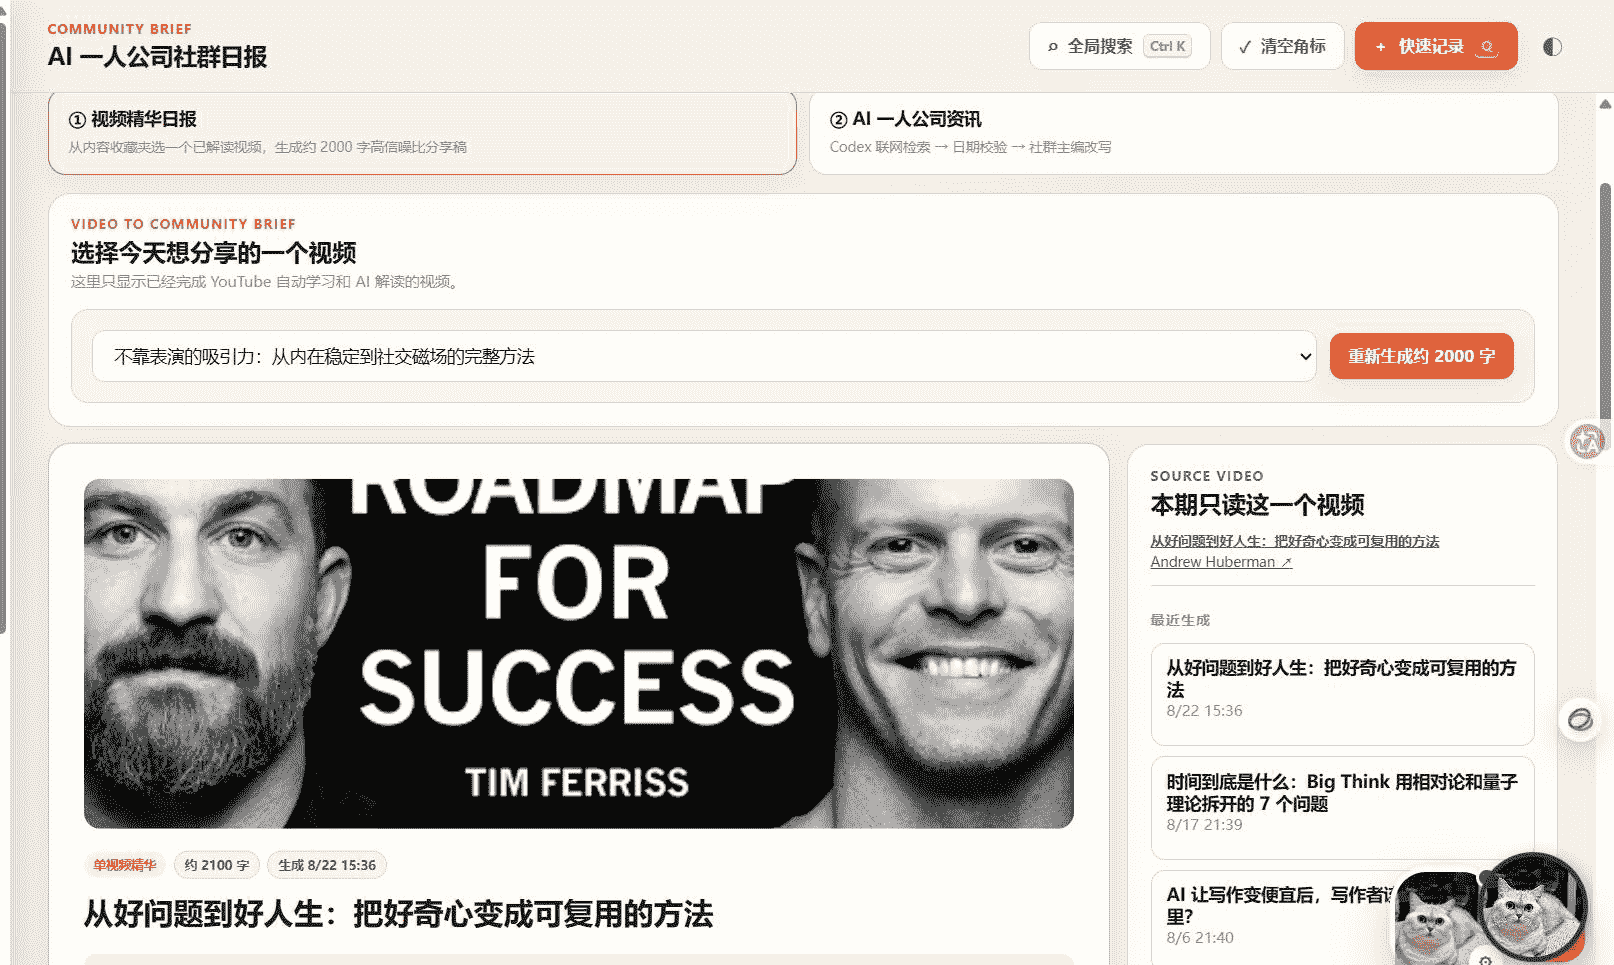 COMMUNITY BRIEF
AI 一人公司社群日报
全局搜索 Ctrl K
✓ 清空角标
+ 快速记录
① 视频精华日报
从内容收藏夹选一个已解读视频，生成约 2000 字高信噪比分享稿
② AI 一人公司资讯
Codex 联网检索 → 日期校验 → 社群主编改写
VIDEO TO COMMUNITY BRIEF
选择今天想分享的一个视频
这里只显示已经完成 YouTube 自动学习和 AI 解读的视频。
不靠表演的吸引力：从内在稳定到社交磁场的完整方法
重新生成约 2000 字
ROADMAP
FOR
SUCCESS
TIM FERRISS
单视频精华
约 2100 字
生成 8/22 15:36
从好问题到好人生：把好奇心变成可复用的方法
SOURCE VIDEO
本期只读这一个视频
从好问题到好人生：把好奇心变成可复用的方法
Andrew Huberman ↗
最近生成
从好问题到好人生：把好奇心变成可复用的方
法
8/22 15:36
时间到底是什么：Big Think 用相对论和量子
理论拆开的 7 个问题
8/17 21:39
AI 让写作变便宜后，写作者
里？
8/6 21:40